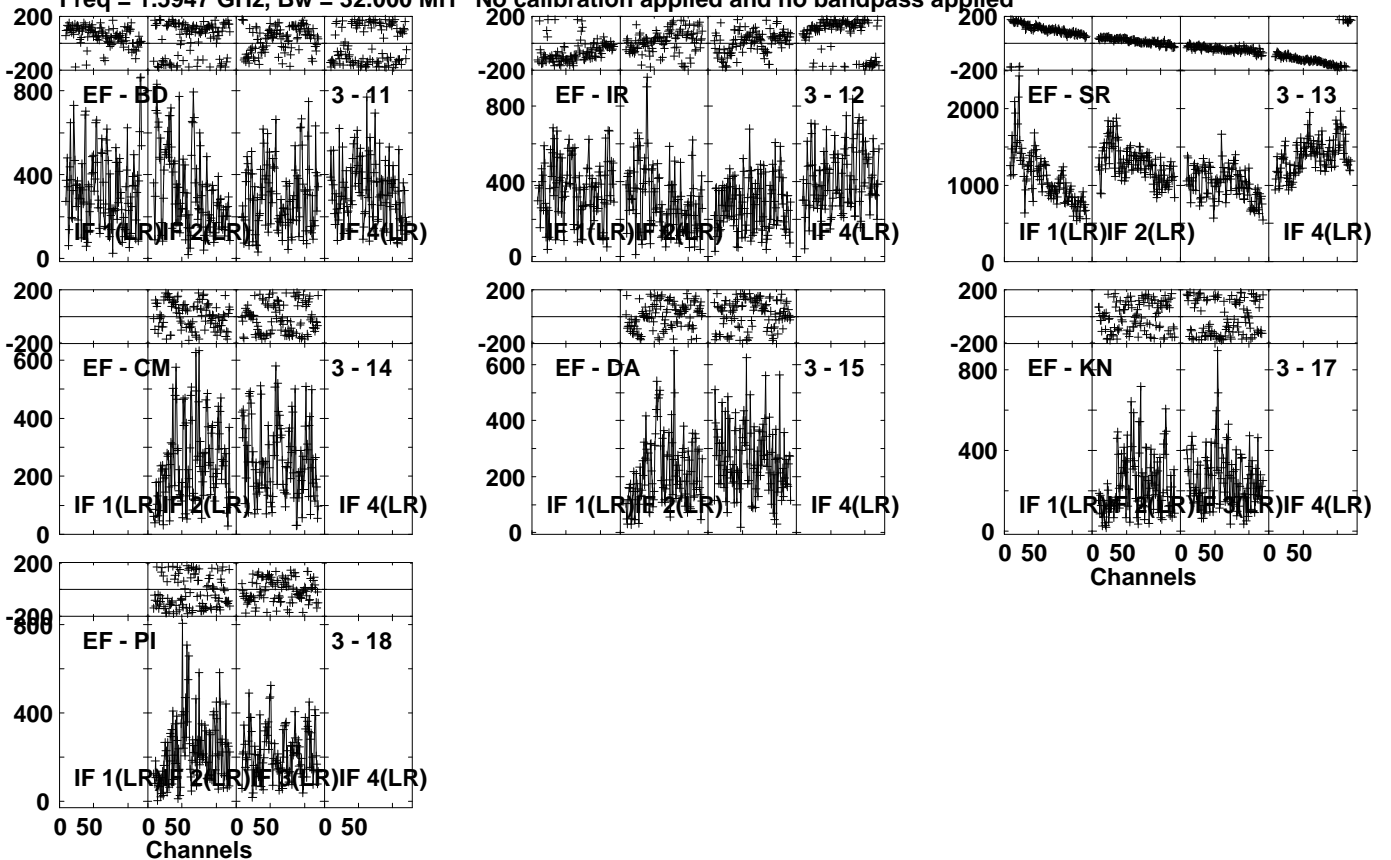 Freq = 1.5947 GHz, Bw = 32.000 MH No calibration applied and no bandpass applied
200
-200
800
400
0
EF - BD
3 - 11
IF 1(LR)
IF 2(LR)
IF 4(LR)
200
-200
800
400
0
EF - IR
3 - 12
IF 1(LR)
IF 2(LR)
IF 4(LR)
200
-200
2000
1000
0
EF - SR
3 - 13
IF 1(LR)
IF 2(LR)
IF 4(LR)
200
-200
600
400
200
0
EF - CM
3 - 14
IF 1(LR)
IF 2(LR)
IF 4(LR)
200
-200
600
400
200
0
EF - DA
3 - 15
IF 1(LR)
IF 2(LR)
IF 4(LR)
200
-200
800
400
0
EF - KN
3 - 17
IF 1(LR)
IF 2(LR)
IF 3(LR)
IF 4(LR)
0 50 0 50 0 50 0 50
Channels
200
-200
800
400
0
EF - PI
3 - 18
IF 1(LR)
IF 2(LR)
IF 3(LR)
IF 4(LR)
0 50 0 50 0 50 0 50
Channels